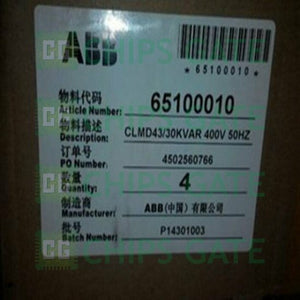 ABB
*65100010*
物料代码
Article Number: 65100010
物料描述
Description: CLMD43/30KVAR 400V 50HZ
订单号
PO Number: 4502560766
数量
Quantity: 4
制造商
Manufacturer: ABB(中国)有限公司
批号
Batch Number: P14301003
CHIPS GATE